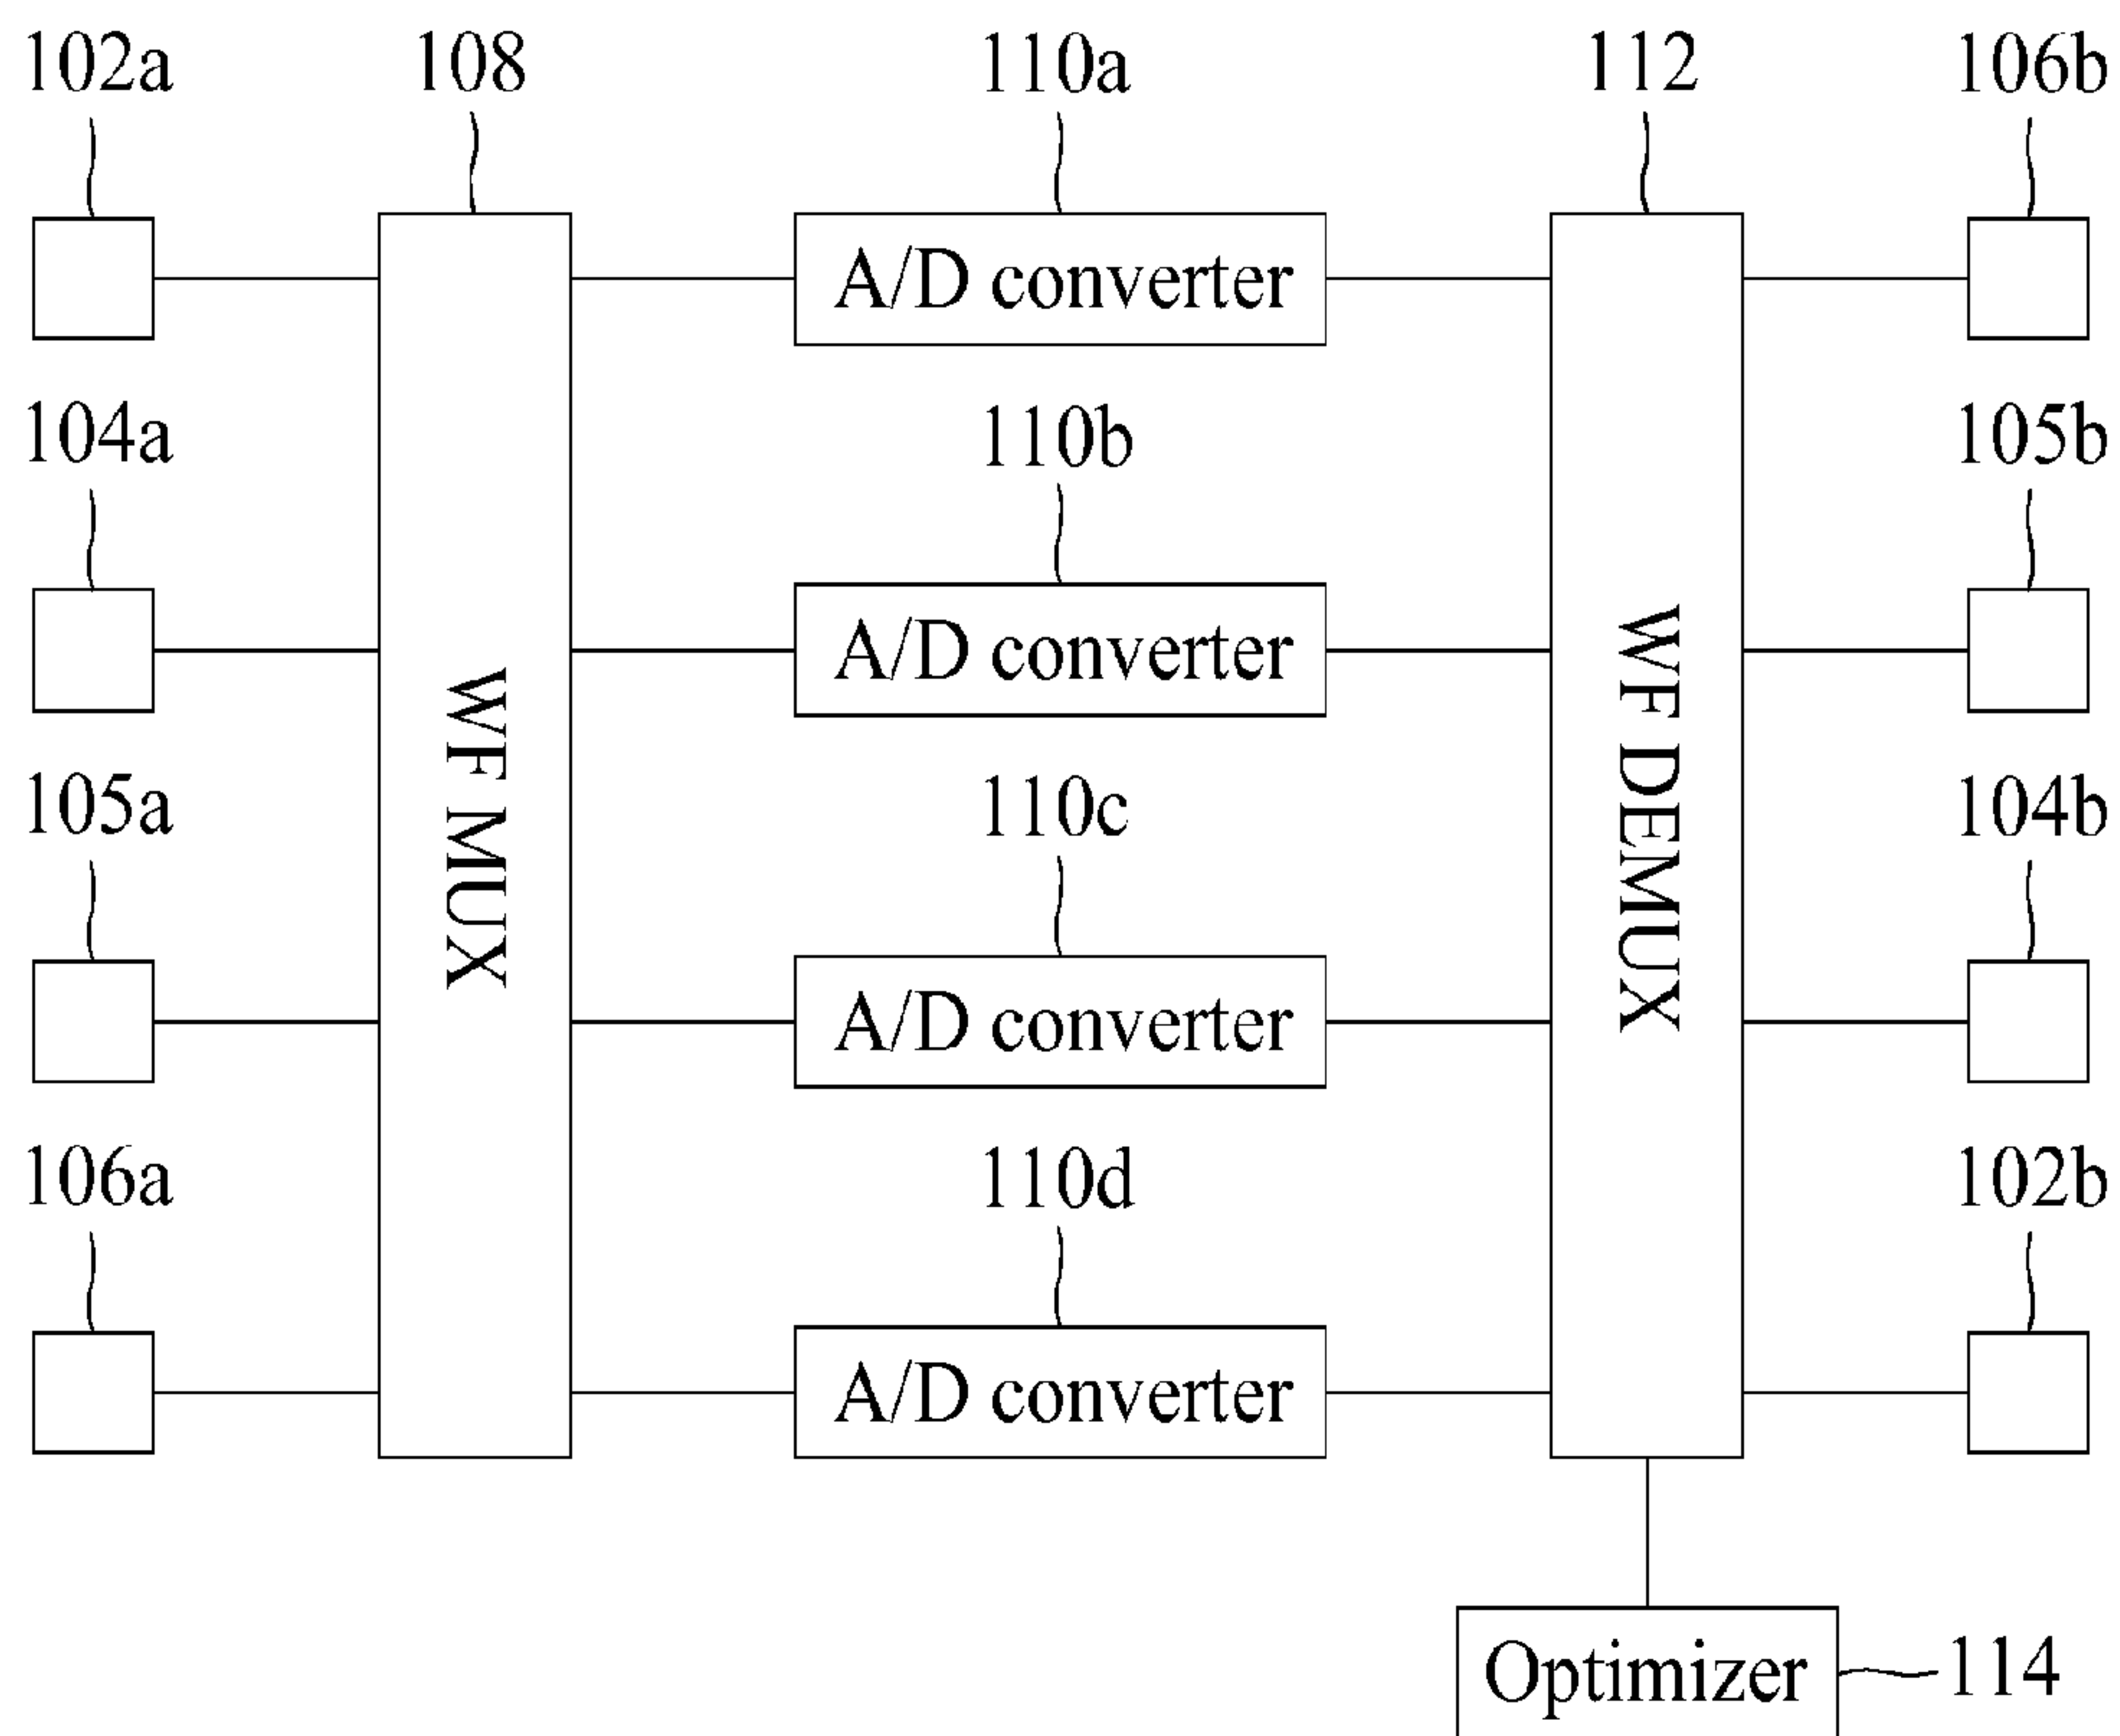 102a
108
110a
112
106b
A/D converter
104a
110b
105b
A/D converter
WF MUX
WF DEMUX
105a
110c
104b
A/D converter
106a
110d
102b
A/D converter
Optimizer
114